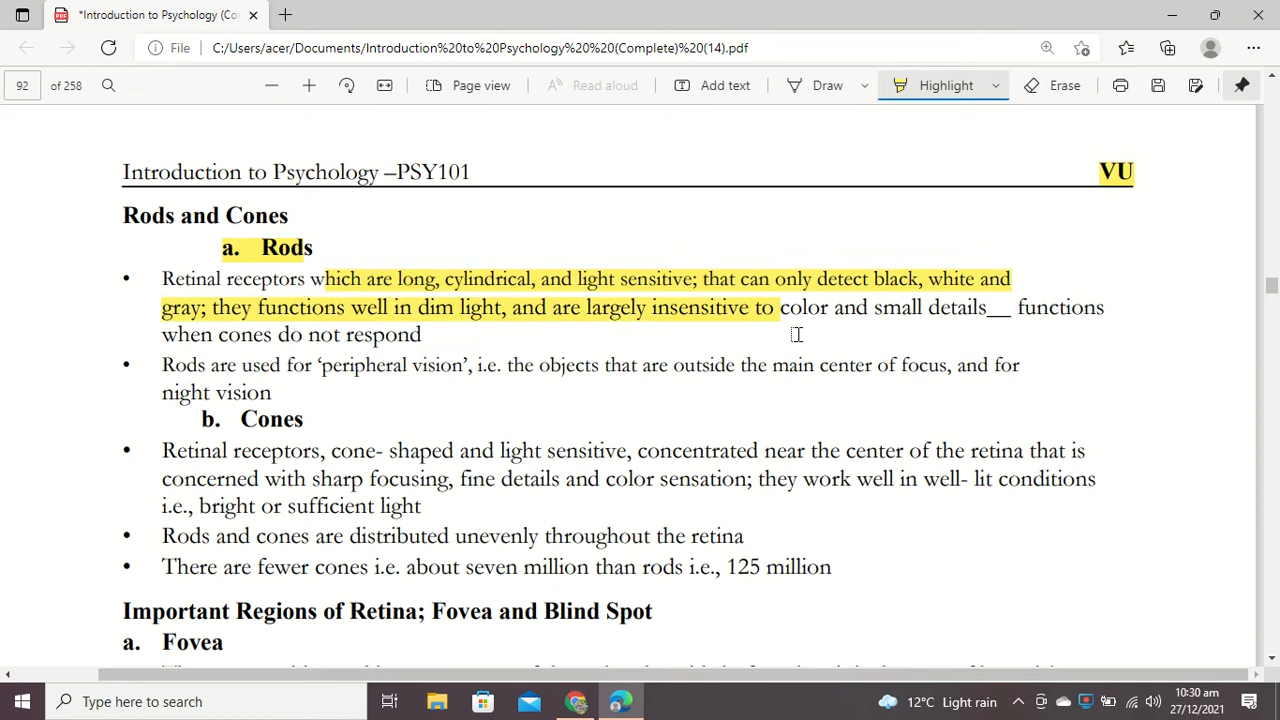 *Introduction to Psychology (Co
File
C:/Users/acer/Documents/Introduction%20to%20Psychology%20%20(Complete)%20(14).pdf
92 of 258
Page view
Read aloud
Add text
Draw
Highlight
Erase
Introduction to Psychology –PSY101 VU
Rods and Cones
a. Rods
• Retinal receptors which are long, cylindrical, and light sensitive; that can only detect black, white and
gray; they functions well in dim light, and are largely insensitive to color and small details__ functions
when cones do not respond
• Rods are used for ‘peripheral vision’, i.e. the objects that are outside the main center of focus, and for
night vision
b. Cones
• Retinal receptors, cone- shaped and light sensitive, concentrated near the center of the retina that is
concerned with sharp focusing, fine details and color sensation; they work well in well- lit conditions
i.e., bright or sufficient light
• Rods and cones are distributed unevenly throughout the retina
• There are fewer cones i.e. about seven million than rods i.e., 125 million
Important Regions of Retina; Fovea and Blind Spot
a. Fovea
Type here to search
12°C Light rain
10:30 am
27/12/2021